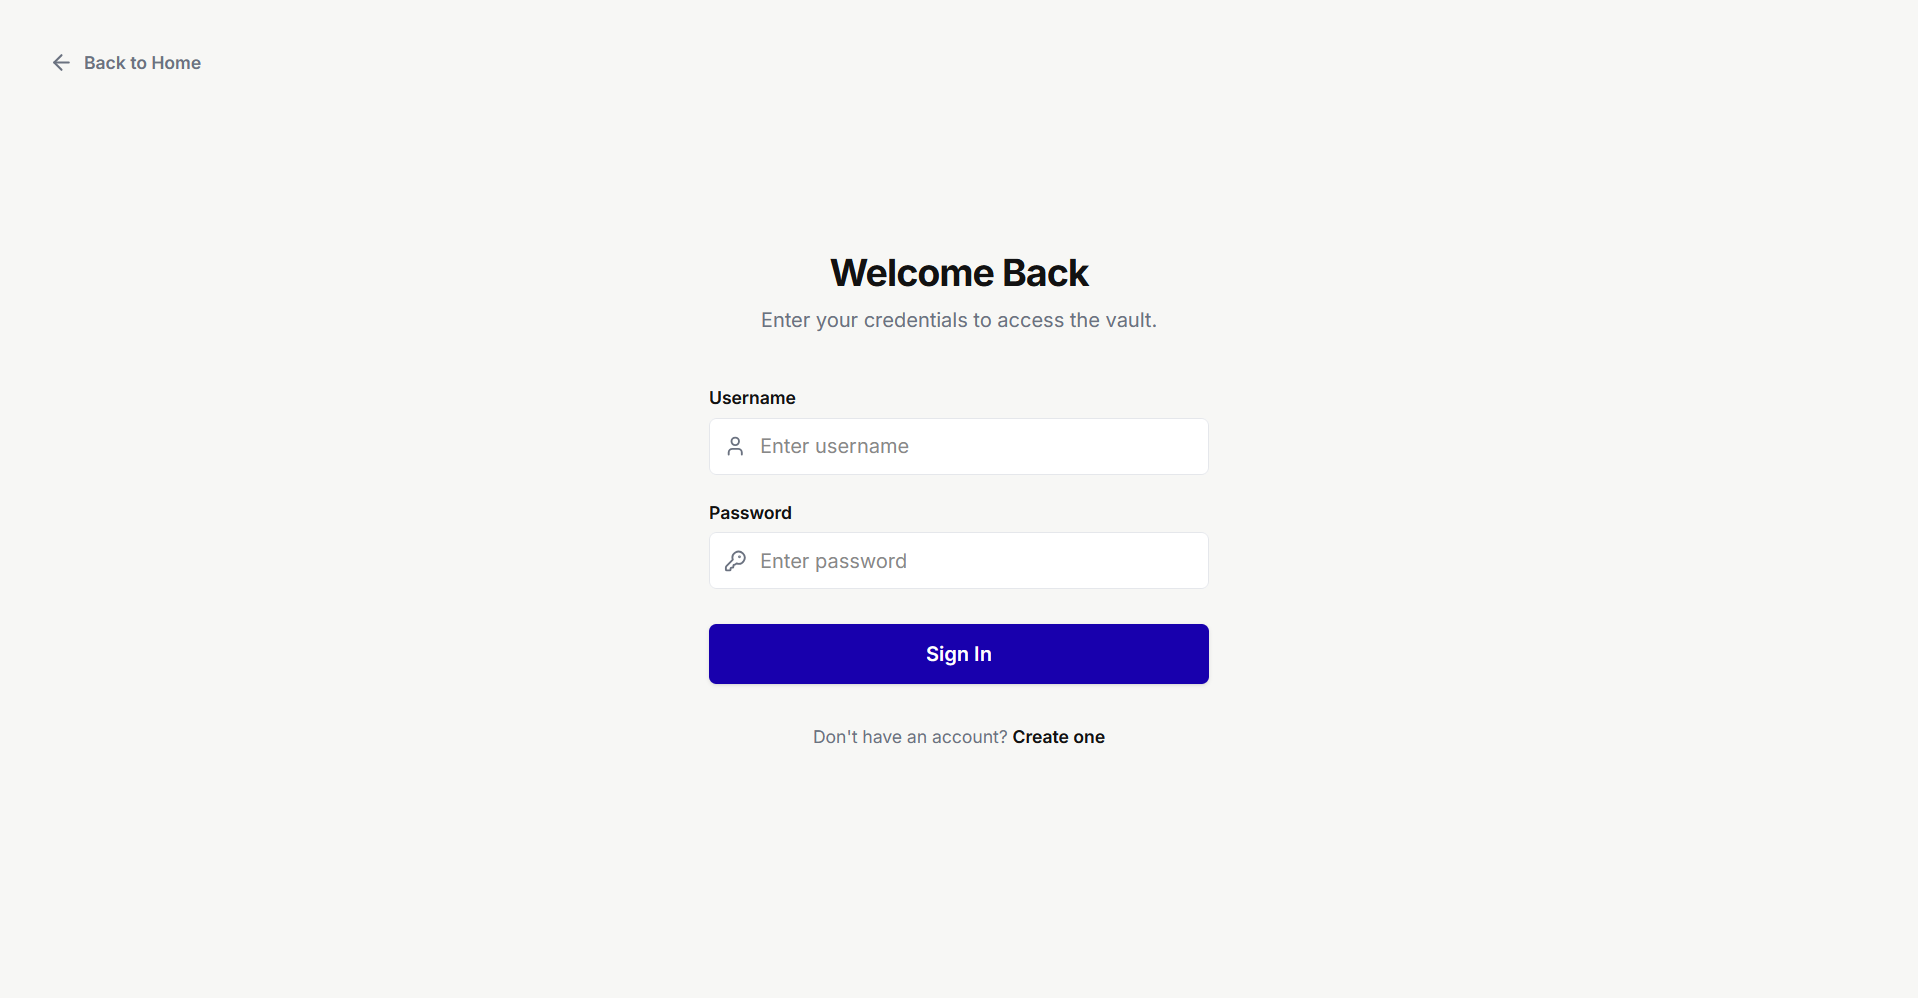 Back to Home
Welcome Back
Enter your credentials to access the vault.
Username
Enter username
Password
Enter password
Sign In
Don't have an account? Create one